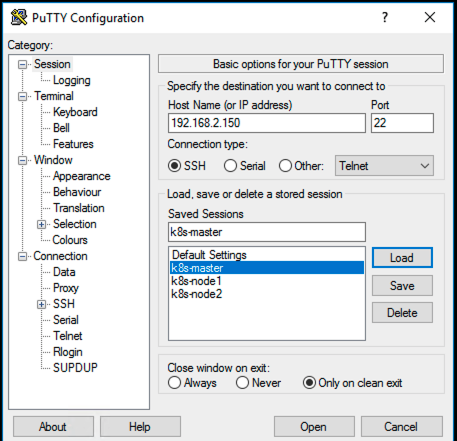 PuTTY Configuration
?
Category:
Session
Logging
Terminal
Keyboard
Bell
Features
Window
Appearance
Behaviour
Translation
Selection
Colours
Connection
Data
Proxy
SSH
Serial
Telnet
Rlogin
SUPDUP
Basic options for your PuTTY session
Specify the destination you want to connect to
Host Name (or IP address) Port
192.168.2.150 22
Connection type:
SSH Serial Other: Telnet
Load, save or delete a stored session
Saved Sessions
k8s-master
Default Settings
k8s-master
k8s-node1
k8s-node2
Load
Save
Delete
Close window on exit:
Always Never Only on clean exit
About Help Open Cancel